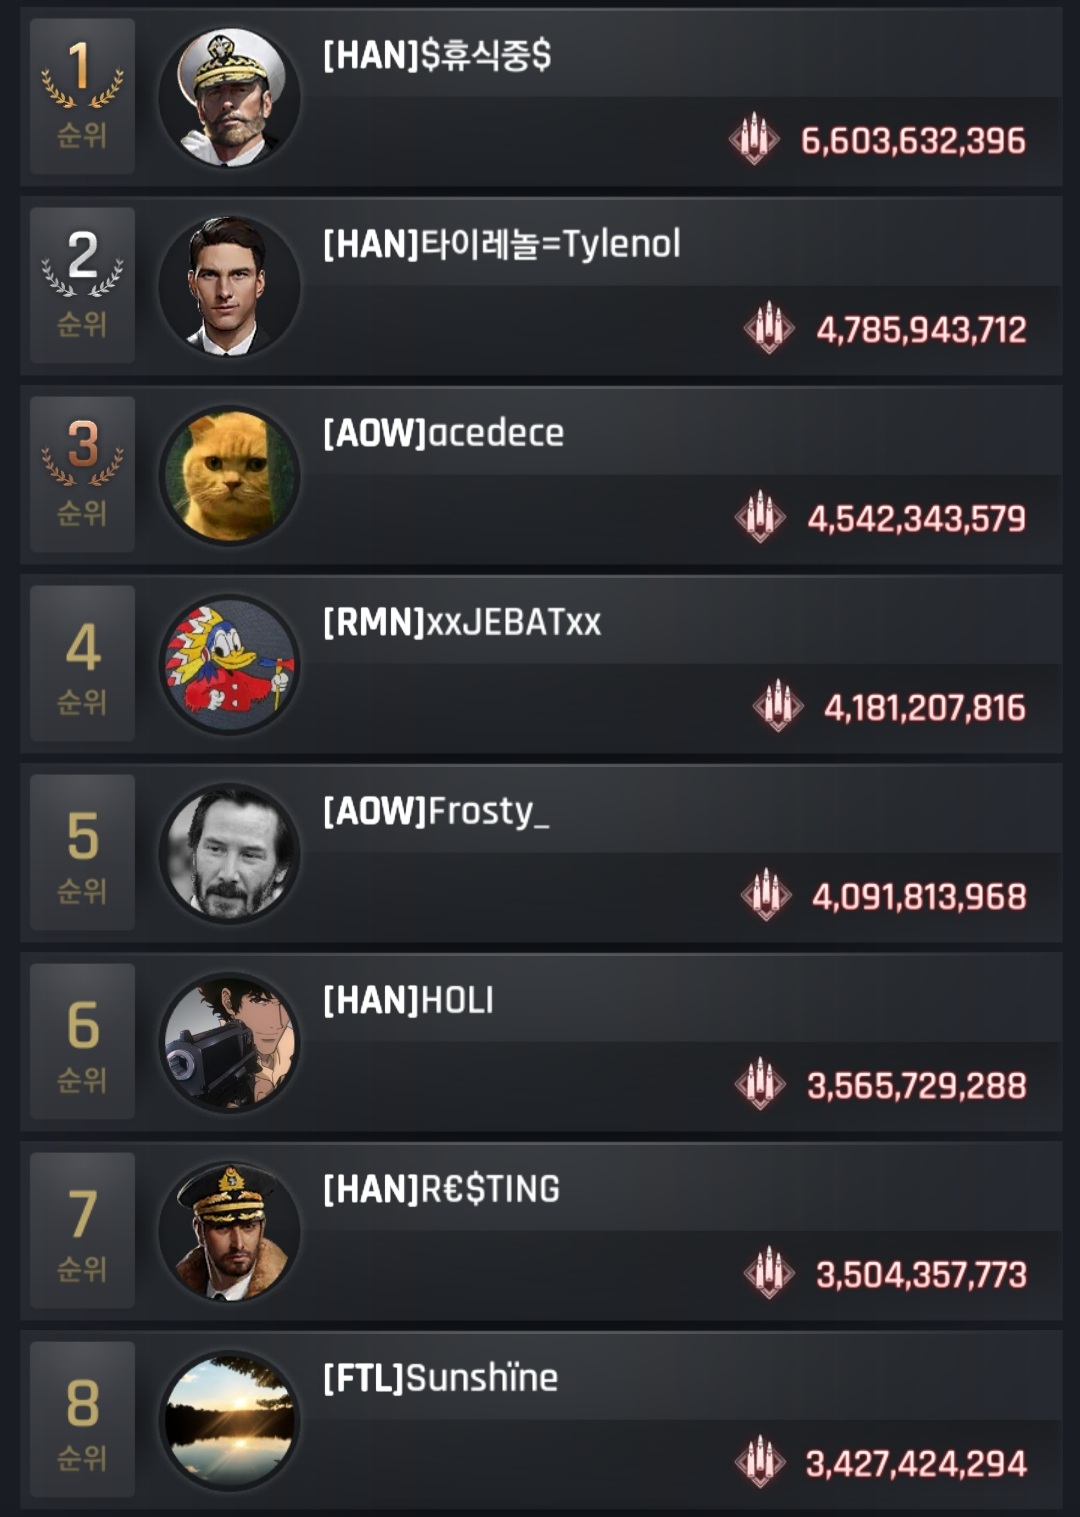 1
순위
[HAN]$휴식중$
6,603,632,396
2
순위
[HAN]타이레놀=Tylenol
4,785,943,712
3
순위
[AOW]acedece
4,542,343,579
4
순위
[RMN]xxJEBATxx
4,181,207,816
5
순위
[AOW]Frosty_
4,091,813,968
6
순위
[HAN]HOLI
3,565,729,288
7
순위
[HAN]R€$TING
3,504,357,773
8
순위
[FTL]Sunshïne
3,427,424,294